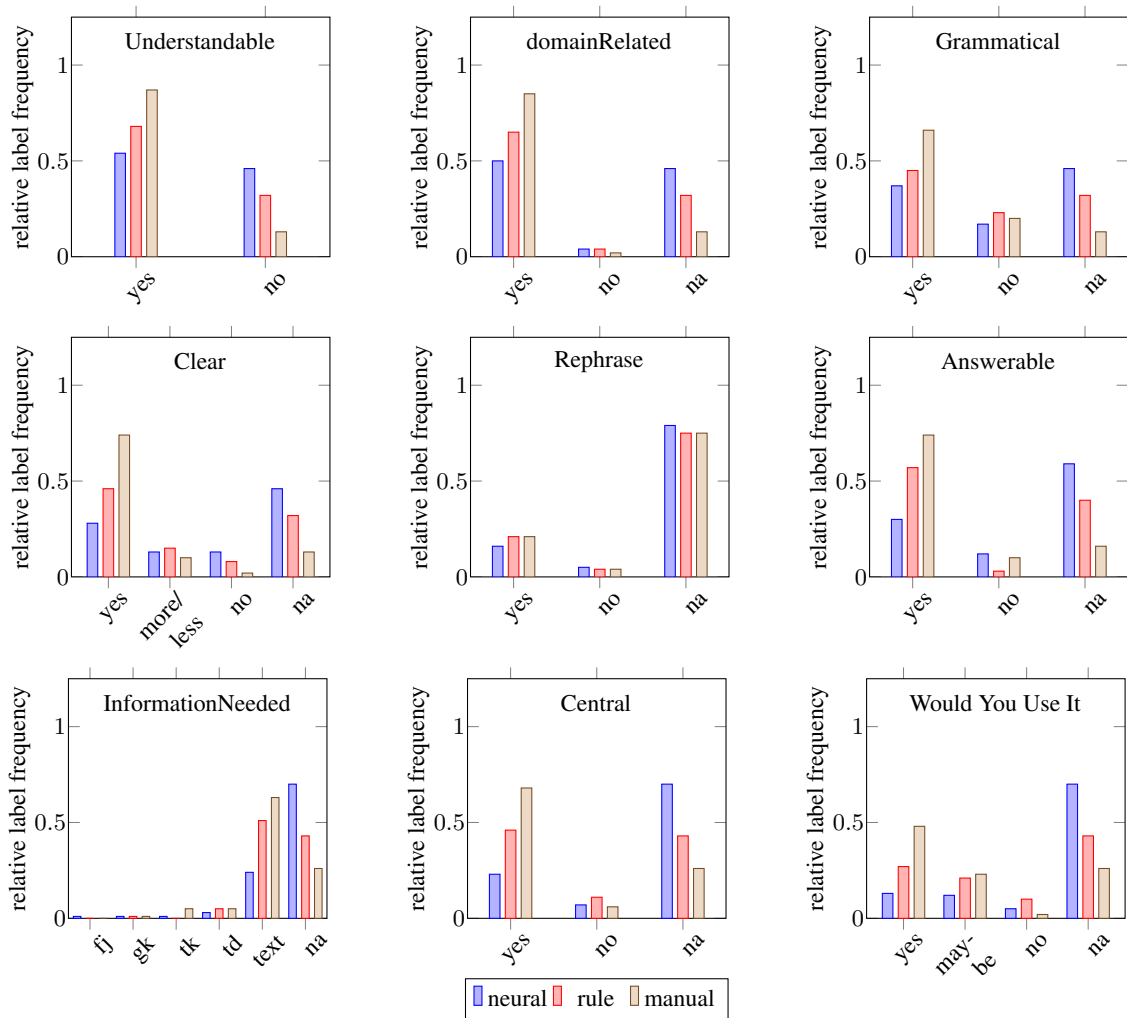 Understandable
relative label frequency
1
0.5
0
yes
no
domainRelated
relative label frequency
1
0.5
0
yes
no
na
Grammatical
relative label frequency
1
0.5
0
yes
no
na
Clear
relative label frequency
1
0.5
0
yes
more/
less
no
na
Rephrase
relative label frequency
1
0.5
0
yes
no
na
Answerable
relative label frequency
1
0.5
0
yes
no
na
InformationNeeded
relative label frequency
1
0.5
0
fj
gk
tk
td
text
na
Central
relative label frequency
1
0.5
0
yes
no
na
Would You Use It
relative label frequency
1
0.5
0
yes
may-
be
no
na
neural rule manual